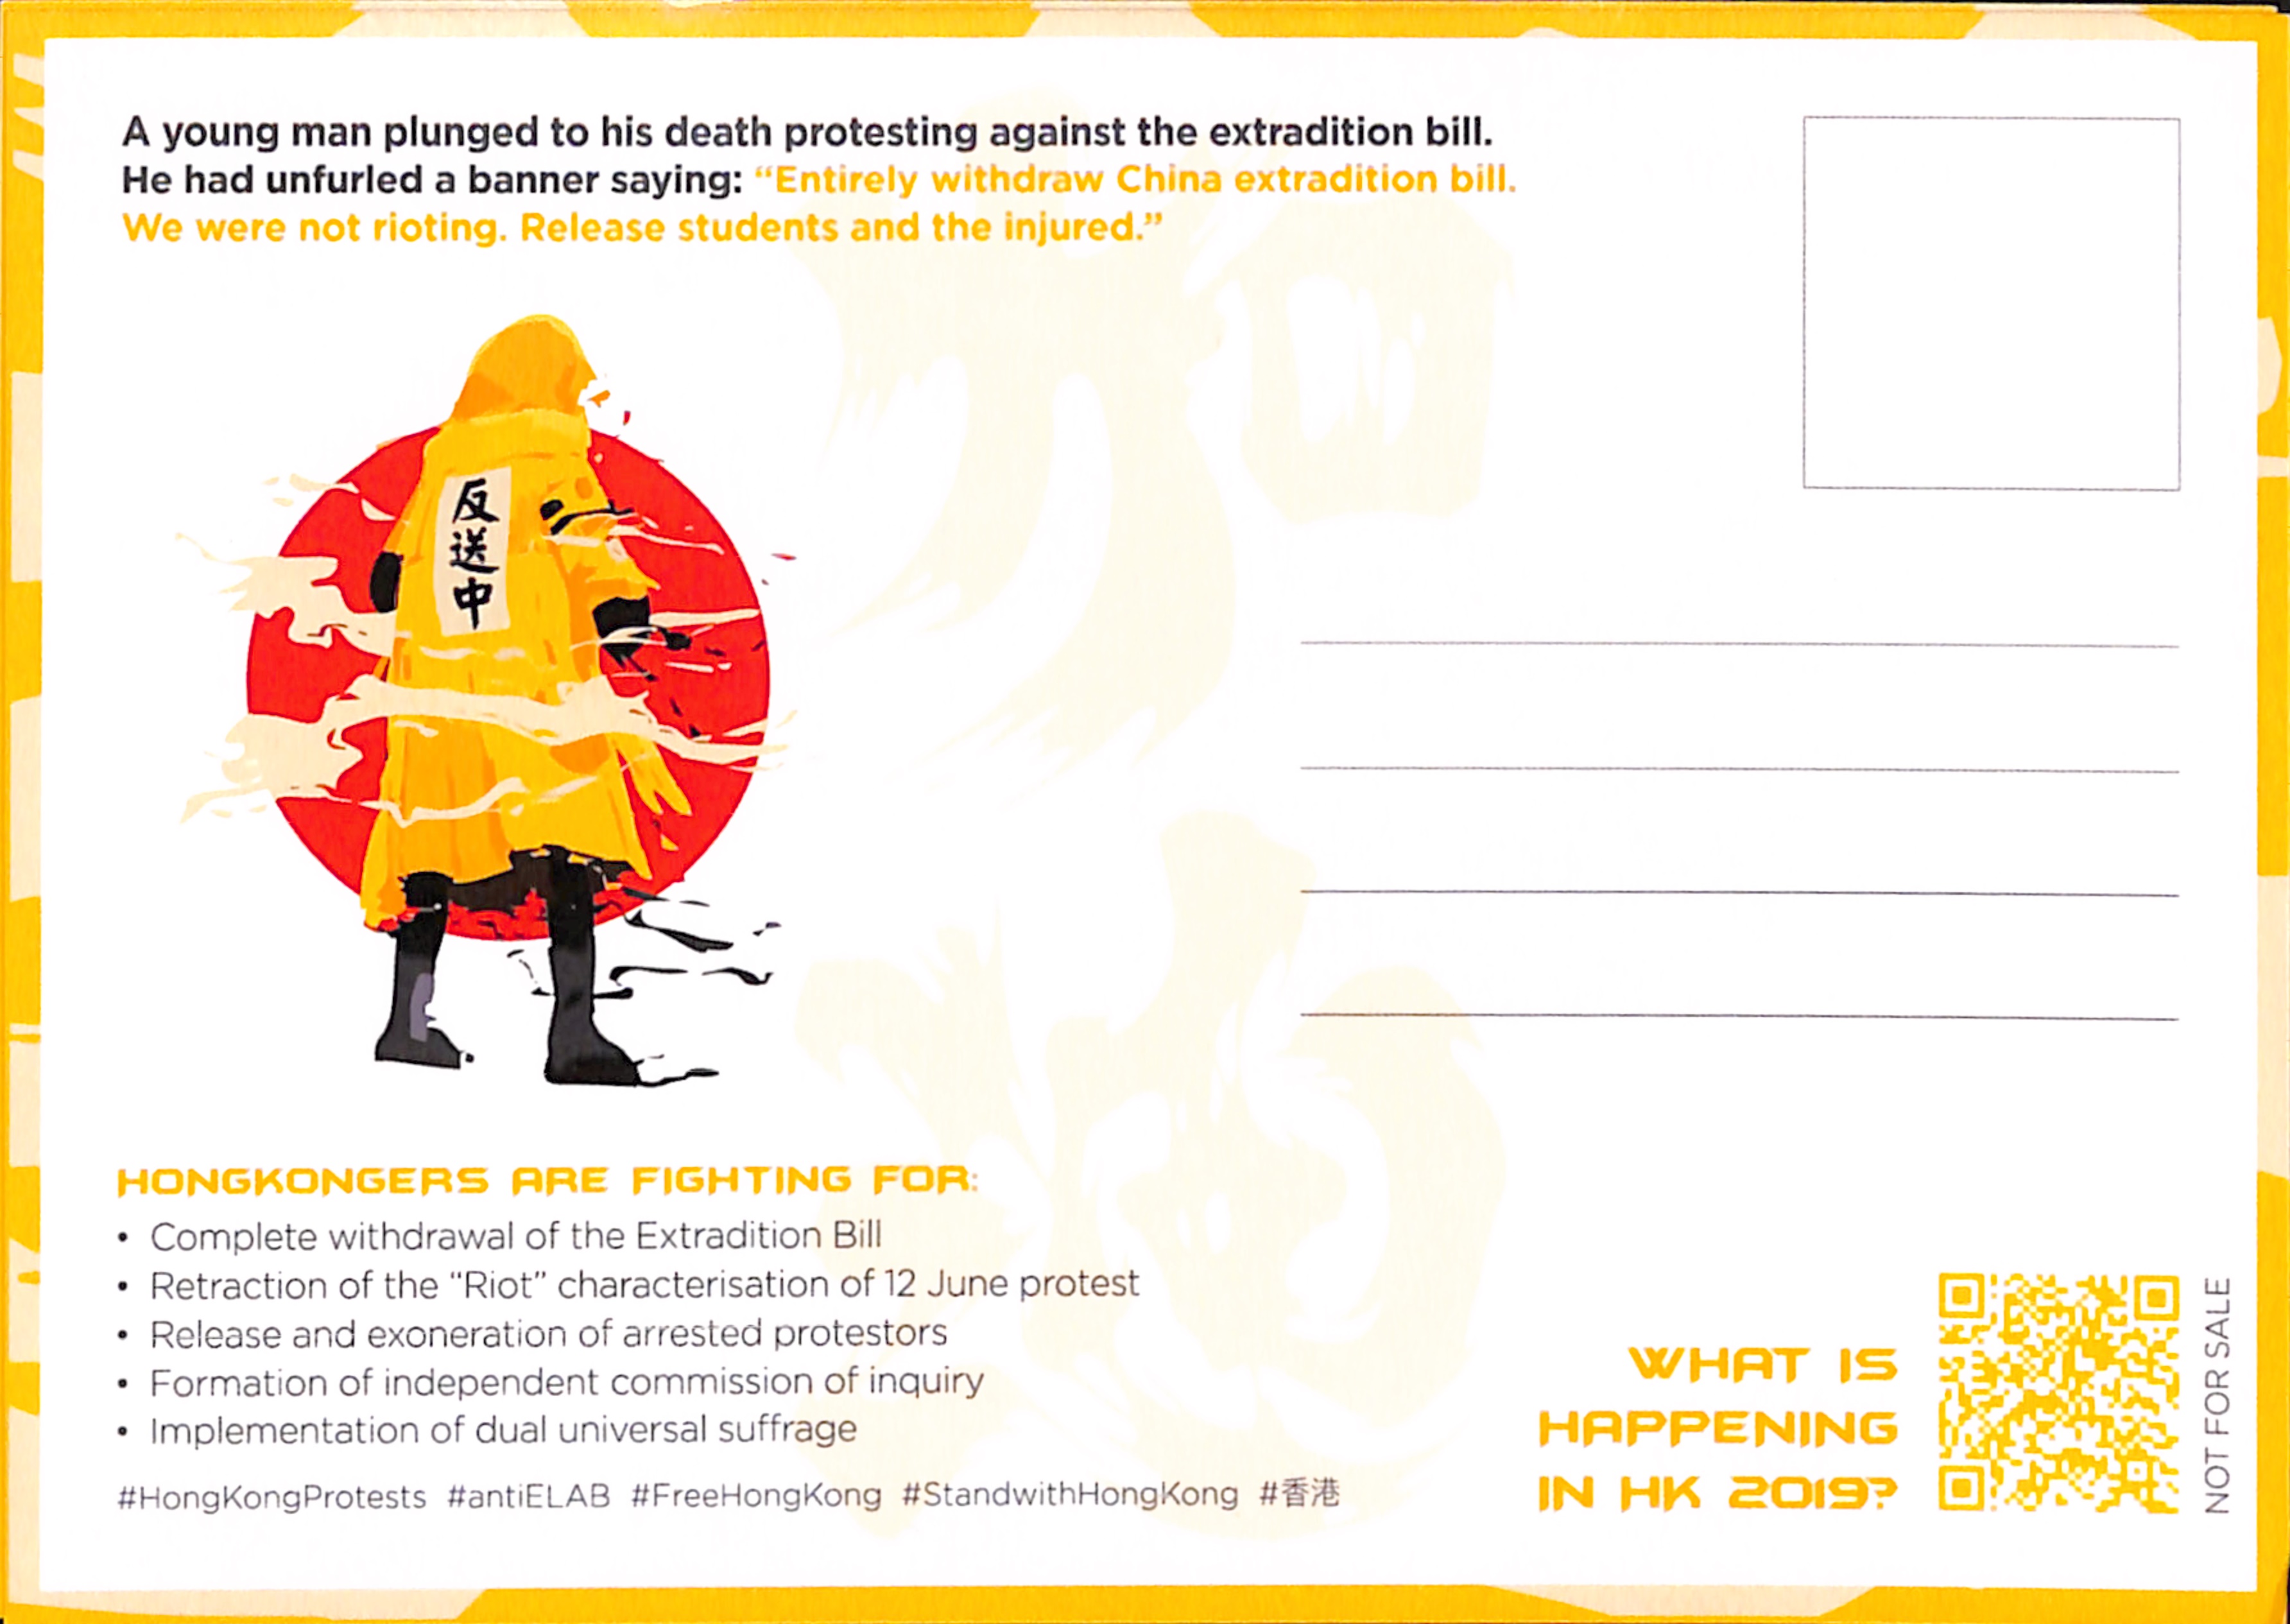 A young man plunged to his death protesting against the extradition bill.
He had unfurled a banner saying: “Entirely withdraw China extradition bill.
We were not rioting. Release students and the injured.”
反
送
中
加
油
HONGKONGERS ARE FIGHTING FOR:
• Complete withdrawal of the Extradition Bill
• Retraction of the “Riot” characterisation of 12 June protest
• Release and exoneration of arrested protestors
• Formation of independent commission of inquiry
• Implementation of dual universal suffrage
#HongKongProtests #antiELAB #FreeHongKong #StandwithHongKong #香港
WHAT IS
HAPPENING
IN HK 2019?
NOT FOR SALE